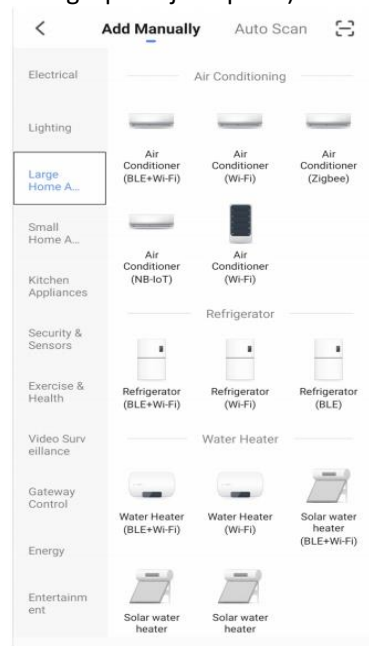 Add Manually
Auto Scan
Electrical
Lighting
Large
Home A...
Small
Home A...
Kitchen
Appliances
Security &
Sensors
Exercise &
Health
Video Surv
eillance
Gateway
Control
Energy
Entertainm
ent
Air Conditioning
Air
Conditioner
(BLE+Wi-Fi)
Air
Conditioner
(Wi-Fi)
Air
Conditioner
(Zigbee)
Air
Conditioner
(NB-IoT)
Air
Conditioner
(Wi-Fi)
Refrigerator
Refrigerator
(BLE+Wi-Fi)
Refrigerator
(Wi-Fi)
Refrigerator
(BLE)
Water Heater
Water Heater
(BLE+Wi-Fi)
Water Heater
(Wi-Fi)
Solar water
heater
(BLE+Wi-Fi)
Solar water
heater
Solar water
heater